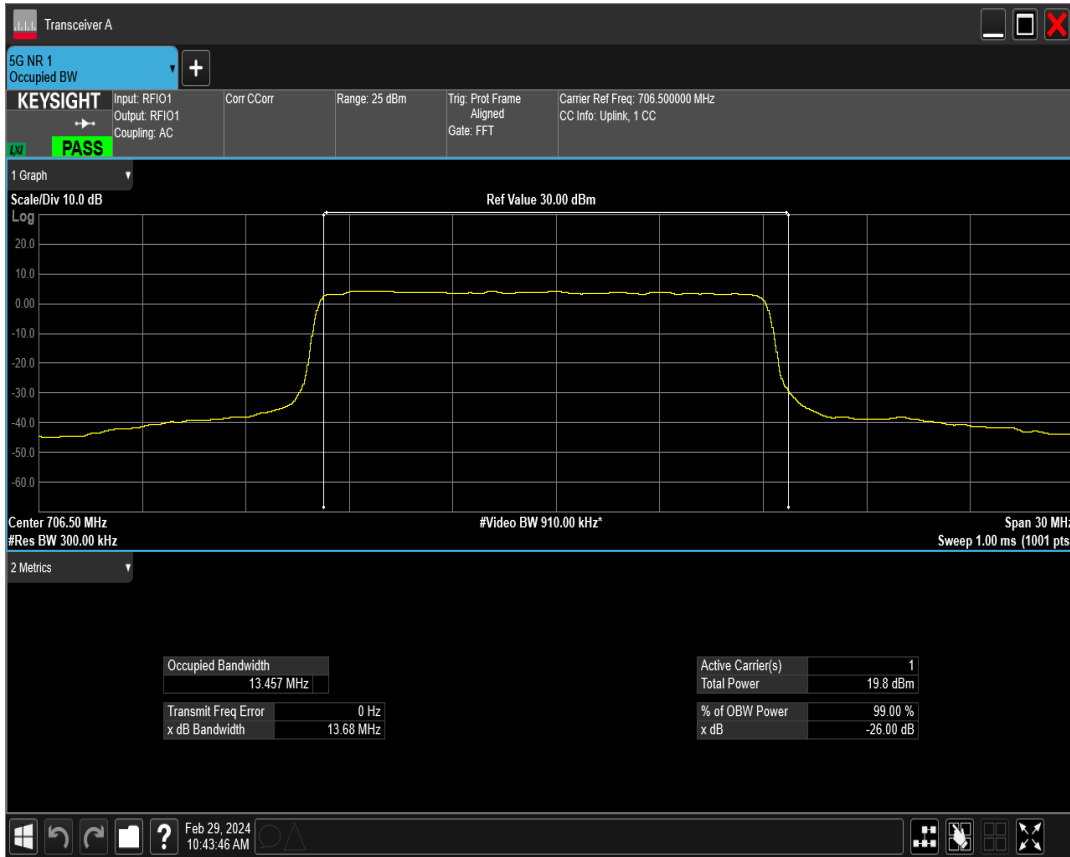 Transceiver A
5G NR 1
Occupied BW
KEYSIGHT
Input: RFIO1
Output: RFIO1
Coupling: AC
Corr CCorr
Range: 25 dBm
Trig: Prot Frame
Aligned
Gate: FFT
Carrier Ref Freq: 706.500000 MHz
CC Info: Uplink, 1 CC
LXI
PASS
1 Graph
Scale/Div 10.0 dB
Ref Value 30.00 dBm
Log
20.0
10.0
0.00
-10.0
-20.0
-30.0
-40.0
-50.0
-60.0
Center 706.50 MHz
#Video BW 910.00 kHz*
Span 30 MHz
#Res BW 300.00 kHz
Sweep 1.00 ms (1001 pts
2 Metrics
Occupied Bandwidth
13.457 MHz
Transmit Freq Error 0 Hz
x dB Bandwidth 13.68 MHz
Active Carrier(s) 1
Total Power 19.8 dBm
% of OBW Power 99.00 %
x dB -26.00 dB
?
Feb 29, 2024
10:43:46 AM